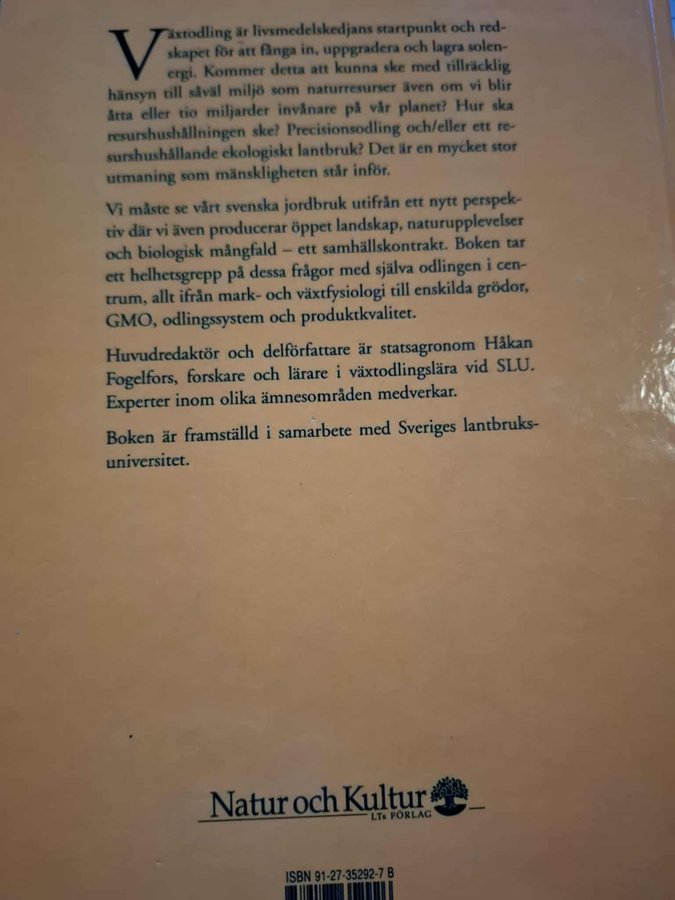 Växtodling är livsmedelskedjans startpunkt och red-
skapet för att fånga in, uppgradera och lagra solen-
ergi. Kommer detta att kunna ske med tillräcklig
hänsyn till såväl miljö som naturresurser även om vi blir
åtta eller tio miljarder invånare på vår planet? Hur ska
resurshushållningen ske? Precisionsodling och/eller ett re-
surshushållande ekologiskt lantbruk? Det är en mycket stor
utmaning som mänskligheten står inför.
Vi måste se vårt svenska jordbruk utifrån ett nytt perspek-
tiv där vi även producerar öppet landskap, naturupplevelser
och biologisk mångfald – ett samhällskontrakt. Boken tar
ett helhetsgrepp på dessa frågor med själva odlingen i cen-
trum, allt ifrån mark- och växtfysiologi till enskilda grödor,
GMO, odlingssystem och produktkvalitet.
Huvudredaktör och delförfattare är statsagronom Håkan
Fogelfors, forskare och lärare i växtodlingslära vid SLU.
Experter inom olika ämnesområden medverkar.
Boken är framställd i samarbete med Sveriges lantbruks-
universitet.
Natur och Kultur
LTs FÖRLAG
ISBN 91-27-35292-7 B